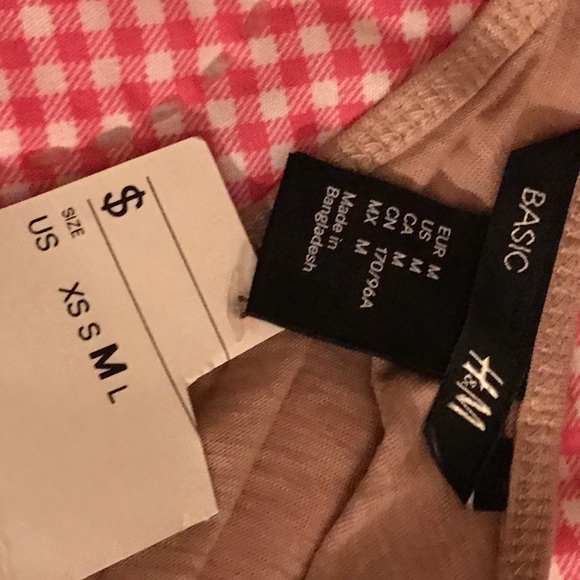 $
SIZE
US XS S M L
BASIC
H&M
EUR M
US M
CA M
CN 170/96A
MX M
Made in
Bangladesh